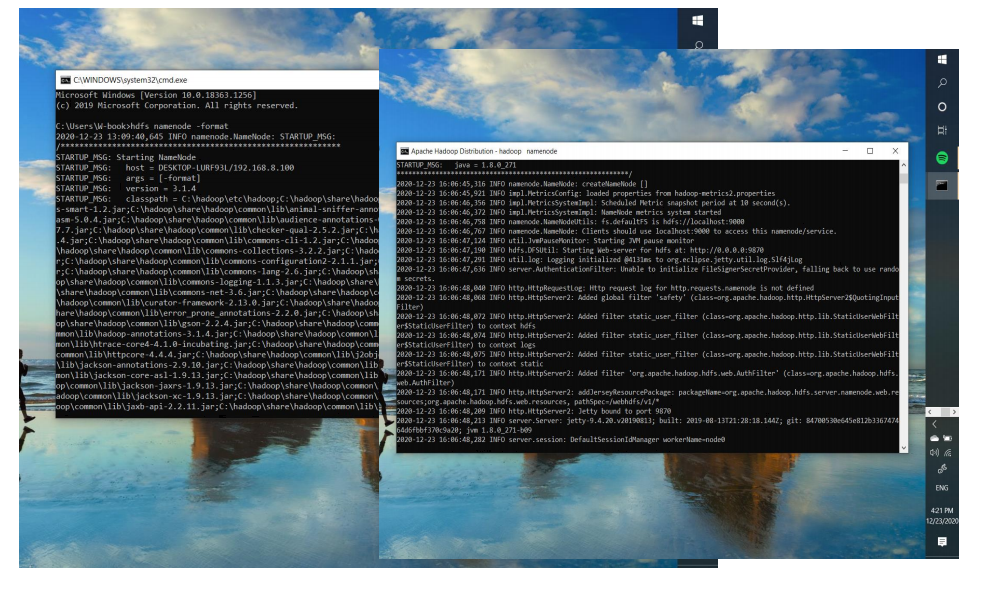 C:\WINDOWS\system32\cmd.exe
Microsoft Windows [Version 10.0.18363.1256]
(c) 2019 Microsoft Corporation. All rights reserved.
C:\Users\W-book>hdfs namenode -format
2020-12-23 13:09:40,645 INFO namenode.NameNode: STARTUP_MSG:
/************************************************************
STARTUP_MSG: Starting NameNode
STARTUP_MSG:   host = DESKTOP-LURF93L/192.168.8.100
STARTUP_MSG:   args = [-format]
STARTUP_MSG:   version = 3.1.4
STARTUP_MSG:   classpath = C:\hadoop\etc\hadoop;C:\hadoop\share\hadoo
s-smart-1.2.jar;C:\hadoop\share\hadoop\common\lib\animal-sniffer-anno
asm-5.0.4.jar;C:\hadoop\share\hadoop\common\lib\audience-annotations-
7.7.jar;C:\hadoop\share\hadoop\common\lib\checker-qual-2.5.2.jar;C:\ha
.4.jar;C:\hadoop\share\hadoop\common\lib\commons-cli-1.2.jar;C:\hadoo
hare\hadoop\common\lib\commons-collections-3.2.2.jar;C:\hado
r;C:\hadoop\share\hadoop\common\lib\commons-configuration2-2.1.1.jar;
r;C:\hadoop\share\hadoop\common\lib\commons-lang-2.6.jar;C:\hadoop\sh
op\share\hadoop\common\lib\commons-logging-1.1.3.jar;C:\hadoop\share\
\share\hadoop\common\lib\commons-net-3.6.jar;C:\hadoop\share\hadoop\co
\hadoop\common\lib\curator-framework-2.13.0.jar;C:\hadoop\share\hadoo
hadoop\common\lib\error_prone_annotations-2.2.0.jar;C:\hadoop\sh
op\share\hadoop\common\lib\gson-2.2.4.jar;C:\hadoop\share\hadoop\comm
adoop\common\lib\hadoop-annotations-3.1.4.jar;C:\hadoop\share\hadoop\
mon\lib\htrace-core4-4.1.0-incubating.jar;C:\hadoop\share\hadoop\comm
common\lib\httpcore-4.4.4.jar;C:\hadoop\share\hadoop\common\lib\j2obj
\lib\jackson-annotations-2.9.10.jar;C:\hadoop\share\hadoop\common\lib
mmon\lib\jackson-core-asl-1.9.13.jar;C:\hadoop\share\hadoop\common\li
op\common\lib\jackson-jaxrs-1.9.13.jar;C:\hadoop\share\hadoop\common\
adoop\common\lib\jackson-xc-1.9.13.jar;C:\hadoop\share\hadoop\common\
oop\common\lib\jaxb-api-2.2.11.jar;C:\hadoop\share\hadoop\common\lib\
Apache Hadoop Distribution - hadoop   namenode
STARTUP_MSG:   java = 1.8.0_271
************************************************************/
2020-12-23 16:06:45,316 INFO namenode.NameNode: createNameNode []
2020-12-23 16:06:45,921 INFO impl.MetricsConfig: loaded properties from hadoop-metrics2.properties
2020-12-23 16:06:46,356 INFO impl.MetricsSystemImpl: Scheduled Metric snapshot period at 10 second(s).
2020-12-23 16:06:46,372 INFO impl.MetricsSystemImpl: NameNode metrics system started
2020-12-23 16:06:46,758 INFO namenode.NameNodeUtils: fs.defaultFS is hdfs://localhost:9000
2020-12-23 16:06:46,767 INFO namenode.NameNode: Clients should use localhost:9000 to access this namenode/service.
2020-12-23 16:06:47,124 INFO util.JvmPauseMonitor: Starting JVM pause monitor
2020-12-23 16:06:47,190 INFO hdfs.DFSUtil: Starting Web-server for hdfs at: http://0.0.0.0:9870
2020-12-23 16:06:47,291 INFO util.log: Logging initialized @4131ms to org.eclipse.jetty.util.log.Slf4jLog
2020-12-23 16:06:47,636 INFO server.AuthenticationFilter: Unable to initialize FileSignerSecretProvider, falling back to use rando
m secrets.
2020-12-23 16:06:48,040 INFO http.HttpRequestLog: Http request log for http.requests.namenode is not defined
2020-12-23 16:06:48,068 INFO http.HttpServer2: Added global filter 'safety' (class=org.apache.hadoop.http.HttpServer2$QuotingInput
Filter)
2020-12-23 16:06:48,072 INFO http.HttpServer2: Added filter static_user_filter (class=org.apache.hadoop.http.lib.StaticUserWebFilt
er$StaticUserFilter) to context hdfs
2020-12-23 16:06:48,074 INFO http.HttpServer2: Added filter static_user_filter (class=org.apache.hadoop.http.lib.StaticUserWebFilt
er$StaticUserFilter) to context logs
2020-12-23 16:06:48,075 INFO http.HttpServer2: Added filter static_user_filter (class=org.apache.hadoop.http.lib.StaticUserWebFilt
er$StaticUserFilter) to context static
2020-12-23 16:06:48,171 INFO http.HttpServer2: Added filter 'org.apache.hadoop.hdfs.web.AuthFilter' (class=org.apache.hadoop.hdfs.
web.AuthFilter)
2020-12-23 16:06:48,171 INFO http.HttpServer2: addJerseyResourcePackage: packageName=org.apache.hadoop.hdfs.server.namenode.web.re
sources;org.apache.hadoop.hdfs.web.resources, pathSpec=/webhdfs/v1/*
2020-12-23 16:06:48,209 INFO http.HttpServer2: Jetty bound to port 9870
2020-12-23 16:06:48,213 INFO server.Server: jetty-9.4.20.v20190813; built: 2019-08-13T21:28:18.144Z; git: 84700530e645e812b3367474
64d6fbbf370c9a20; jvm 1.8.0_271-b09
2020-12-23 16:06:48,282 INFO server.session: DefaultSessionIdManager workerName=node0
ENG
4:21 PM
12/23/2020